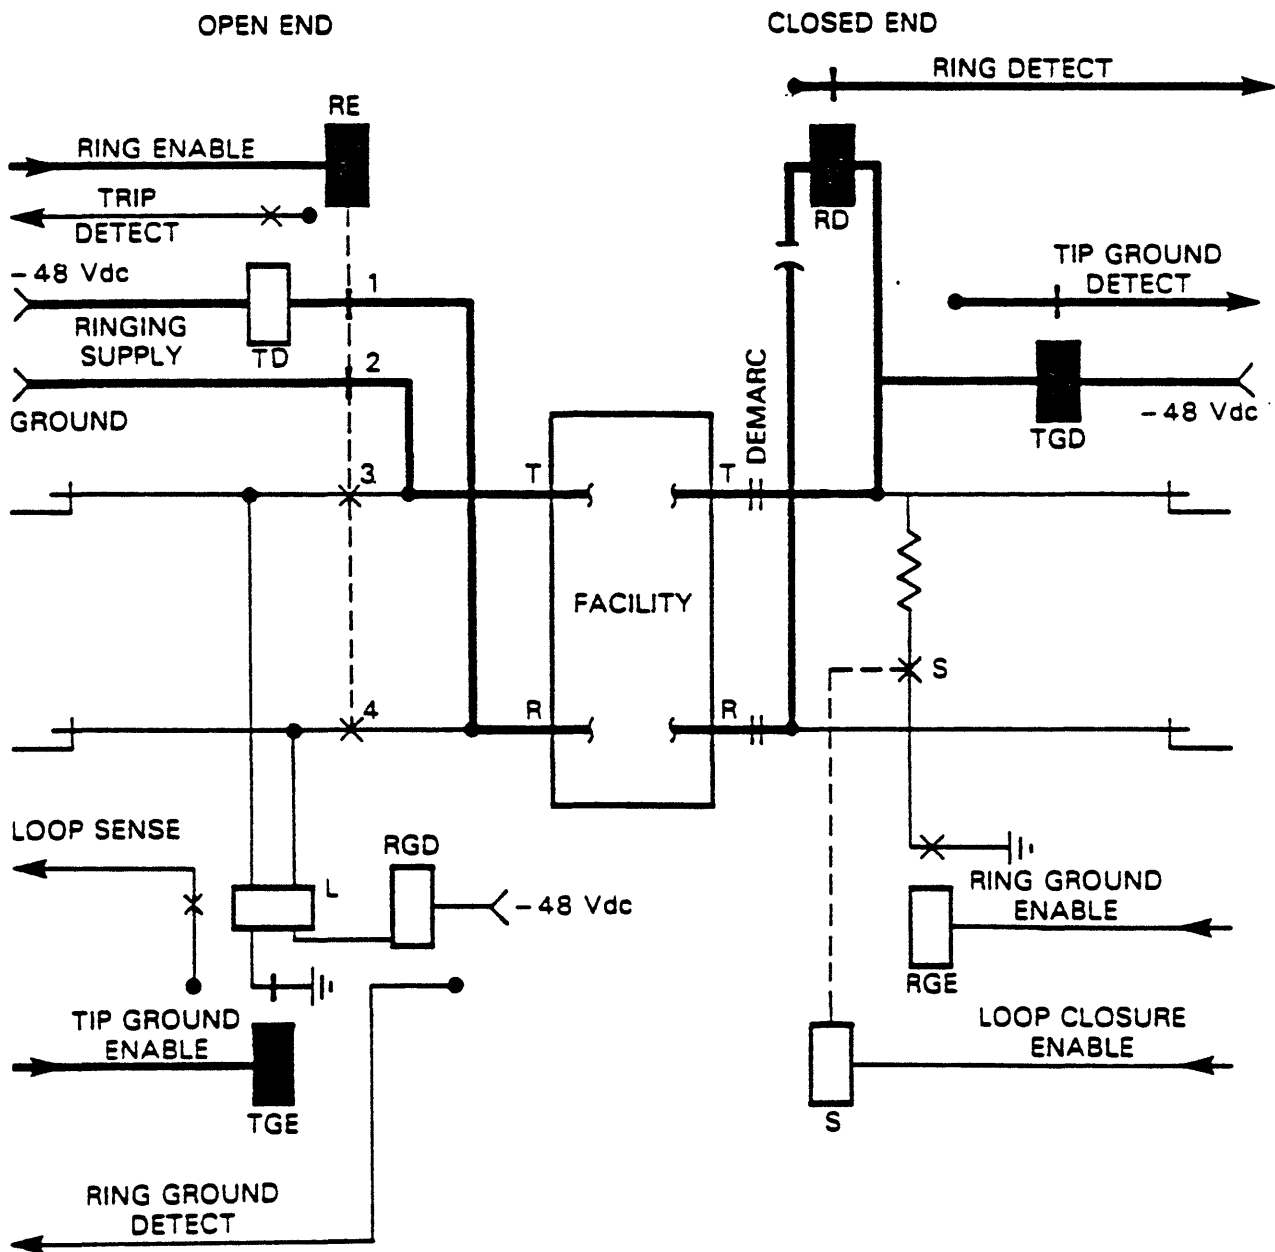 OPEN END
CLOSED END
RING DETECT
RE
RING ENABLE
TRIP
DETECT
RD
TIP GROUND
DETECT
-48 Vdc
1
RINGING
SUPPLY
TD
2
GROUND
DEMARC
-48 Vdc
TGD
3
T
T
FACILITY
S
4
R
R
LOOP SENSE
RGD
L
-48 Vdc
RING GROUND
ENABLE
RGE
TIP GROUND
ENABLE
TGE
LOOP CLOSURE
ENABLE
S
RING GROUND
DETECT